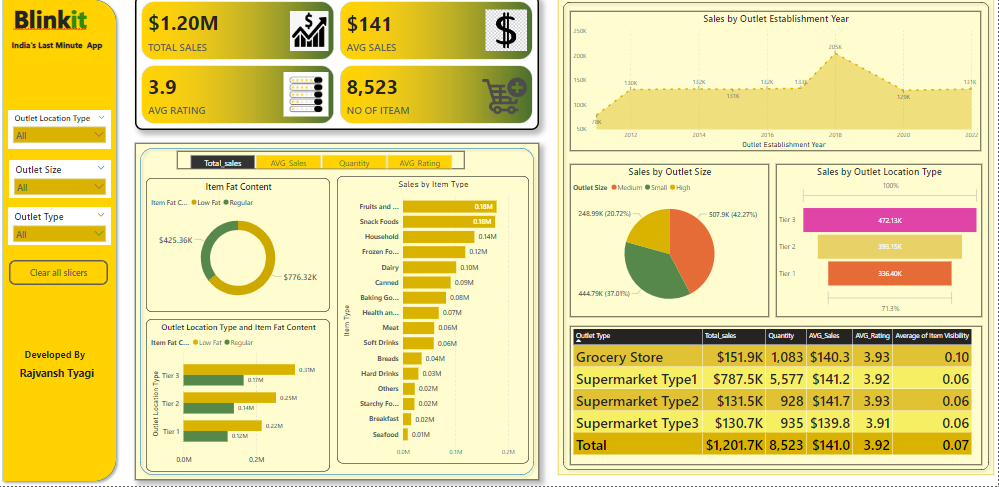 Blinkit
India's Last Minute App
Outlet Location Type
All
Outlet Size
All
Outlet Type
All
Clear all slicers
Developed By
Rajvansh Tyagi
$1.20M
TOTAL SALES
$141
AVG SALES
3.9
AVG RATING
8,523
NO OF ITEAM
Total_sales AVG_Sales Quantity AVG_Rating
Item Fat Content
Item Fat C... Low Fat Regular
$425.36K
$776.32K
Outlet Location Type and Item Fat Content
Item Fat C... Low Fat Regular
Outlet Location Type
Tier 3 0.31M
0.17M
Tier 2 0.25M
0.14M
Tier 1 0.22M
0.12M
0.0M 0.2M
Sales by Item Type
Item Type
Fruits and ... 0.18M
Snack Foods 0.18M
Household 0.14M
Frozen Fo... 0.12M
Dairy 0.10M
Canned 0.09M
Baking Go... 0.08M
Health an... 0.07M
Meat 0.06M
Soft Drinks 0.06M
Breads 0.04M
Hard Drinks 0.03M
Others 0.02M
Starchy Fo... 0.02M
Breakfast 0.02M
Seafood 0.01M
0.0M 0.1M 0.2M
Sales by Outlet Establishment Year
250K
200K
150K
100K
50K
78K 130K 132K 131K 132K 133K 205K 129K 131K
2012 2014 2016 2018 2020 2022
Outlet Establishment Year
Sales by Outlet Size
Outlet Size Medium Small High
248.99K (20.72%)
507.9K (42.27%)
444.79K (37.01%)
Sales by Outlet Location Type
100%
Tier 3 472.13K
Tier 2 393.15K
Tier 1 336.40K
71.3%
Outlet Type Total_sales Quantity AVG_Sales AVG_Rating Average of Item Visibility
Grocery Store $151.9K 1,083 $140.3 3.93 0.10
Supermarket Type1 $787.5K 5,577 $141.2 3.92 0.06
Supermarket Type2 $131.5K 928 $141.7 3.93 0.06
Supermarket Type3 $130.7K 935 $139.8 3.91 0.06
Total $1,201.7K 8,523 $141.0 3.92 0.07